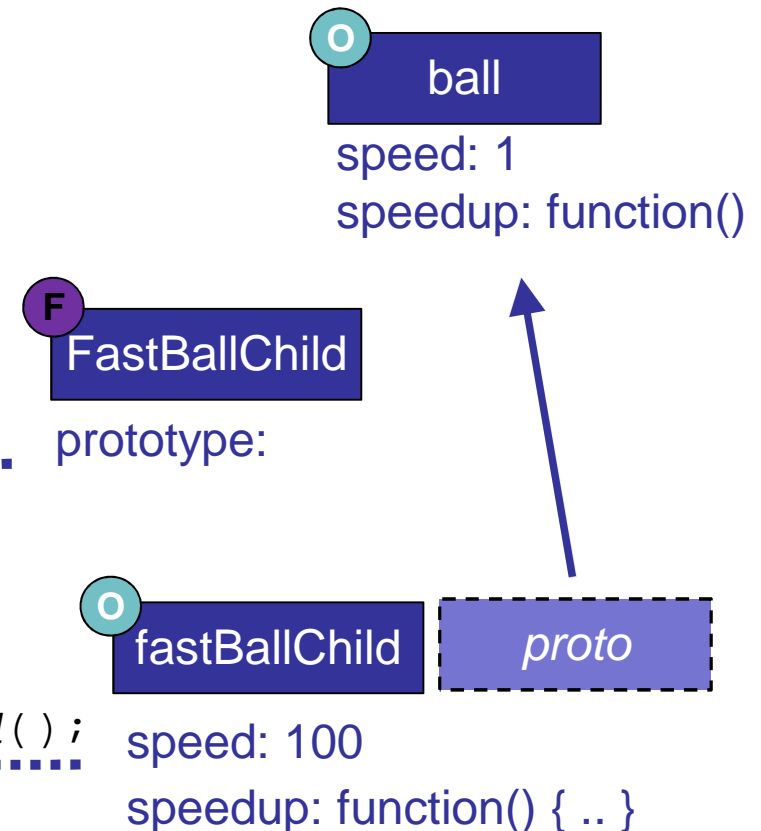 O
ball
speed: 1
speedup: function()
F
FastBallChild
prototype:
O
fastBallChild
proto
();
speed: 100
speedup: function() { .. }